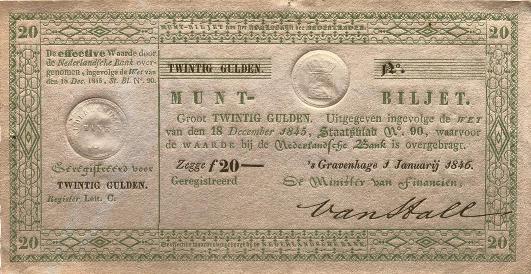 20
20
De effective Waarde door
de Nederlandsche Bank over-
genomen, ingevolge de Wet van
den 18 Dec. 1845, St. Bl. Nº. 90.
Geregistreerd voor
TWINTIG GULDEN.
Register Lett. C.
TWINTIG GULDEN.
Nº.
MUNT-
BILJET.
Groot TWINTIG GULDEN. Uitgegeven ingevolge de WET
van den 18 December 1845, Staatsblad Nº. 90, waarvoor
de WAARDE bij de Nederlandsche Bank is overgebragt.
Zegge f 20—
's Gravenhage 1 Januarij 1846.
Geregistreerd
De Minister van Financien,
van Hall
20
20